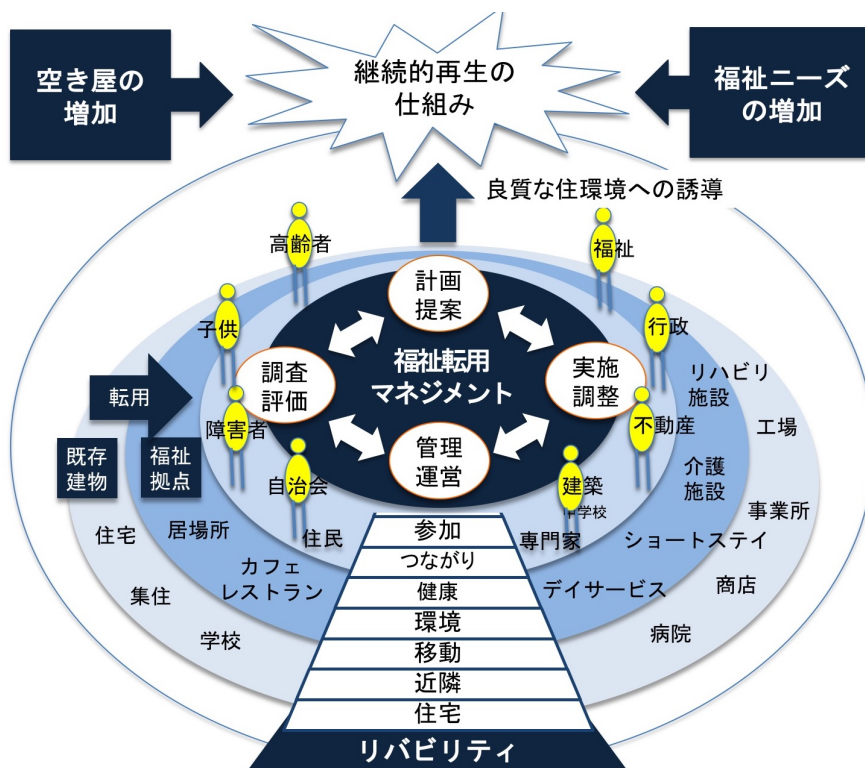 空き屋の
増加
継続的再生の
仕組み
福祉ニーズ
の増加
良質な住環境への誘導
高齢者
福祉
子供
行政
計画
提案
調査
評価
福祉転用
マネジメント
実施
調整
リハビリ
施設
転用
障害者
不動産
工場
既存
建物
福祉
拠点
管理
運営
自治会
建築
介護
施設
中学校
事業所
住宅
居場所
住民
参加
専門家
ショートステイ
つながり
カフェ
レストラン
健康
デイサービス
商店
集住
環境
学校
移動
病院
近隣
住宅
リバビリティ